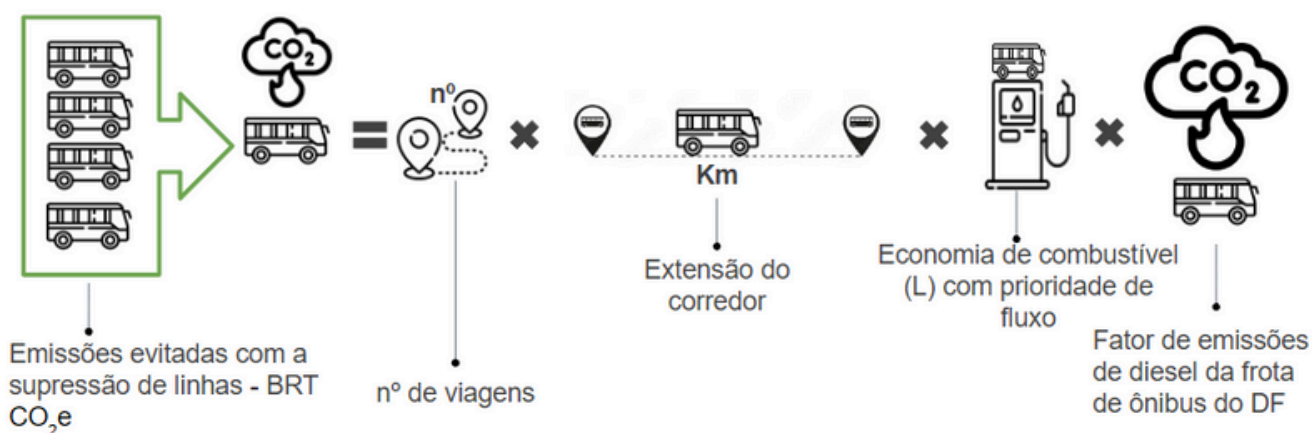 CO₂
nº
Km
CO₂
Emissões evitadas com a
supressão de linhas - BRT
CO₂e
nº de viagens
Extensão do
corredor
Economia de combustível
(L) com prioridade de
fluxo
Fator de emissões
de diesel da frota
de ônibus do DF